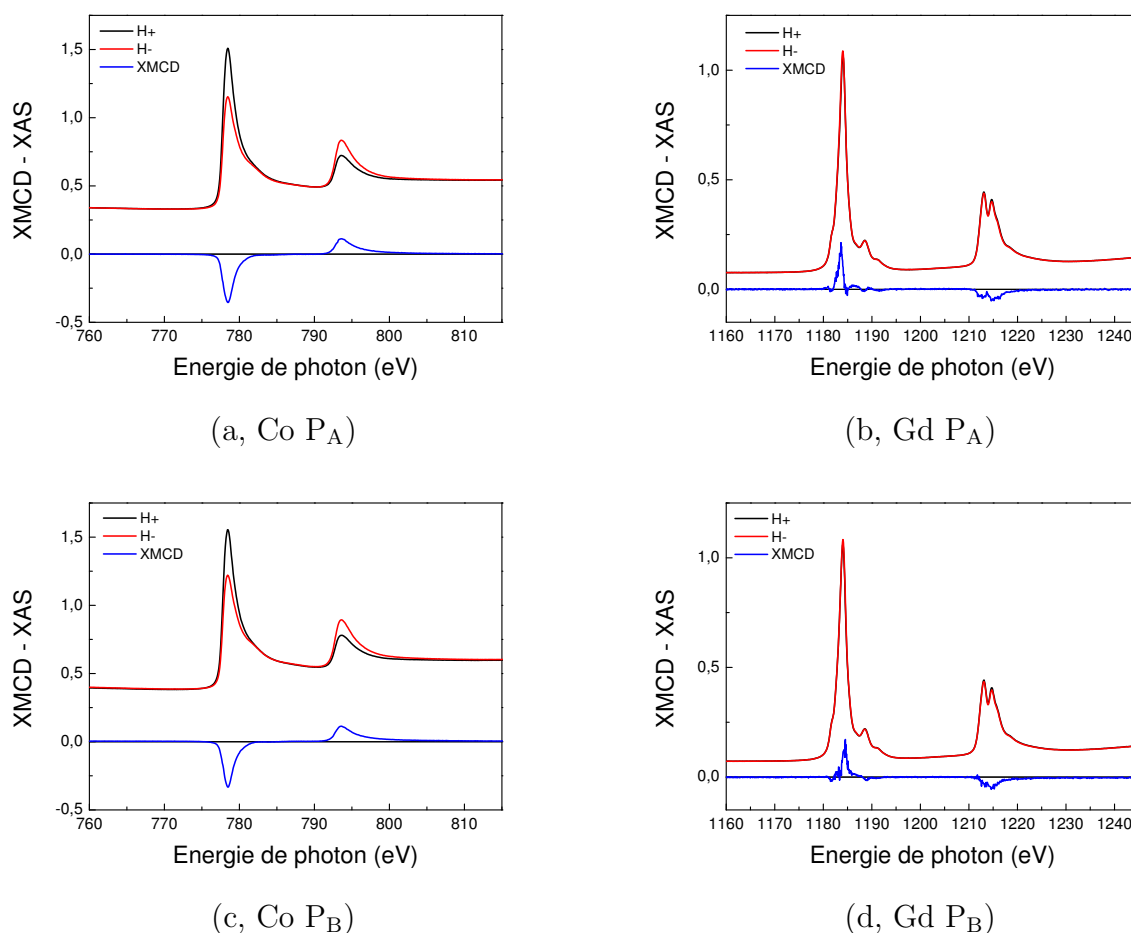 H+
H-
XMCD
XMCD - XAS
1,5
1,0
0,5
0,0
-0,5
760 770 780 790 800 810
Energie de photon (eV)
(a, Co P_A)
H+
H-
XMCD
XMCD - XAS
1,0
0,5
0,0
1160 1170 1180 1190 1200 1210 1220 1230 1240
Energie de photon (eV)
(b, Gd P_A)
H+
H-
XMCD
XMCD - XAS
1,5
1,0
0,5
0,0
-0,5
760 770 780 790 800 810
Energie de photon (eV)
(c, Co P_B)
H+
H-
XMCD
XMCD - XAS
1,0
0,5
0,0
1160 1170 1180 1190 1200 1210 1220 1230 1240
Energie de photon (eV)
(d, Gd P_B)